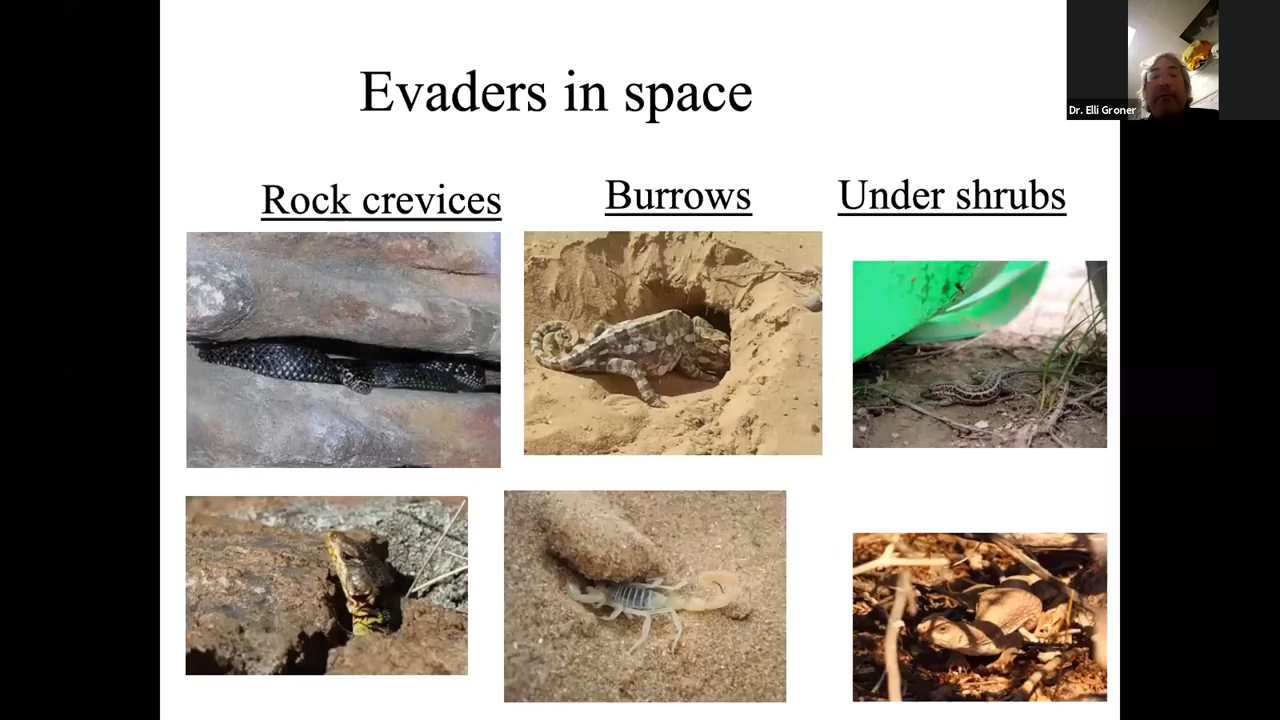 Evaders in space
Dr. Elli Groner
Rock crevices
Burrows
Under shrubs